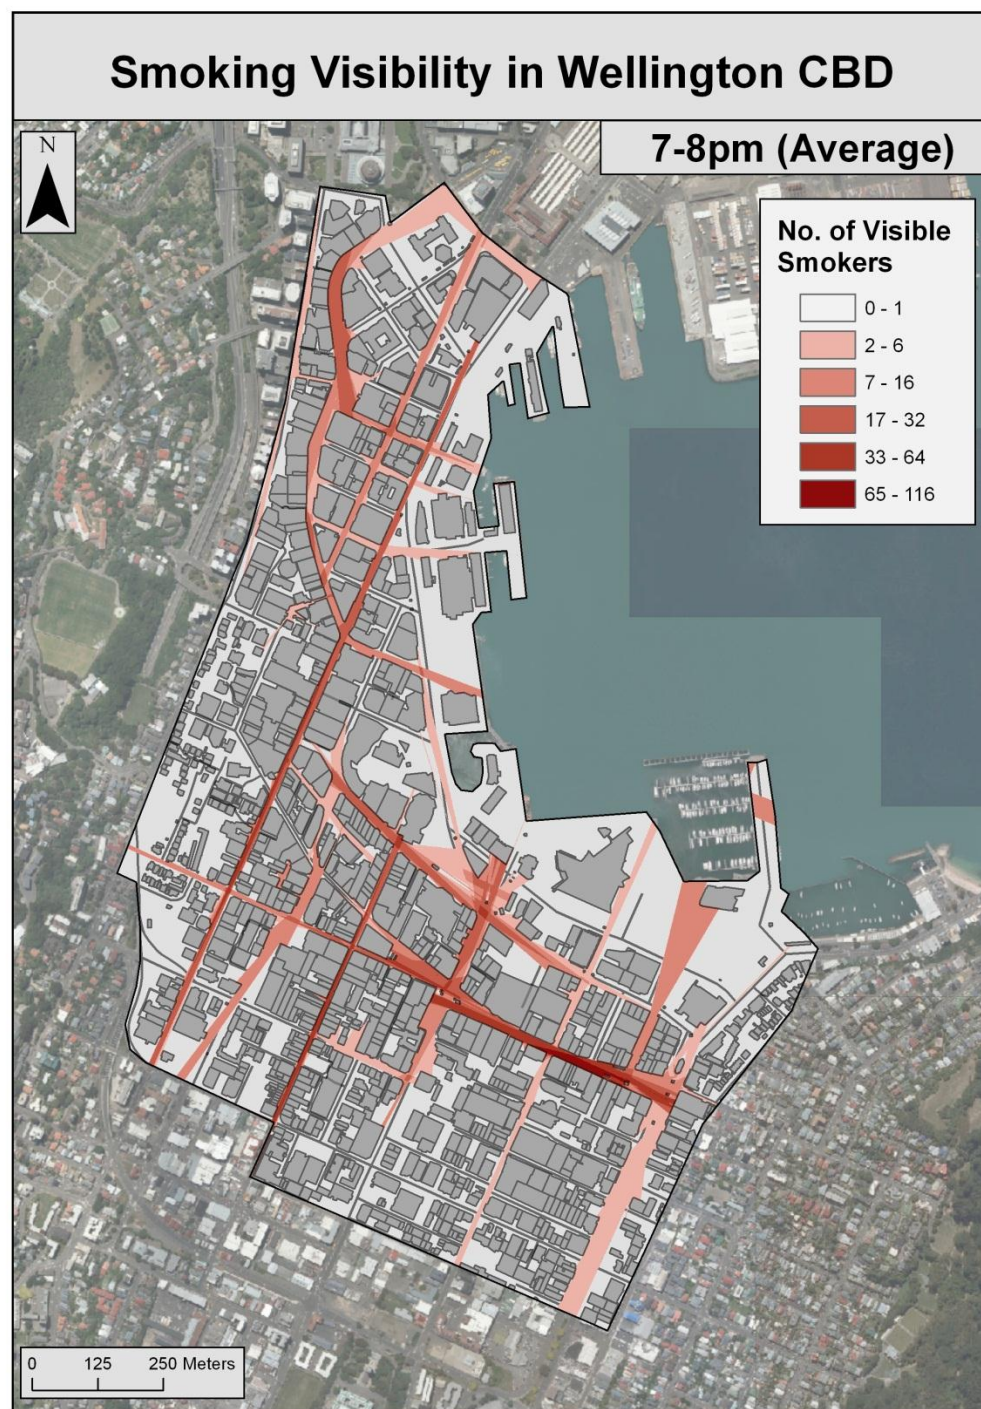 Smoking Visibility in Wellington CBD
N
7-8pm (Average)
No. of Visible
Smokers
0 - 1
2 - 6
7 - 16
17 - 32
33 - 64
65 - 116
0 125 250 Meters